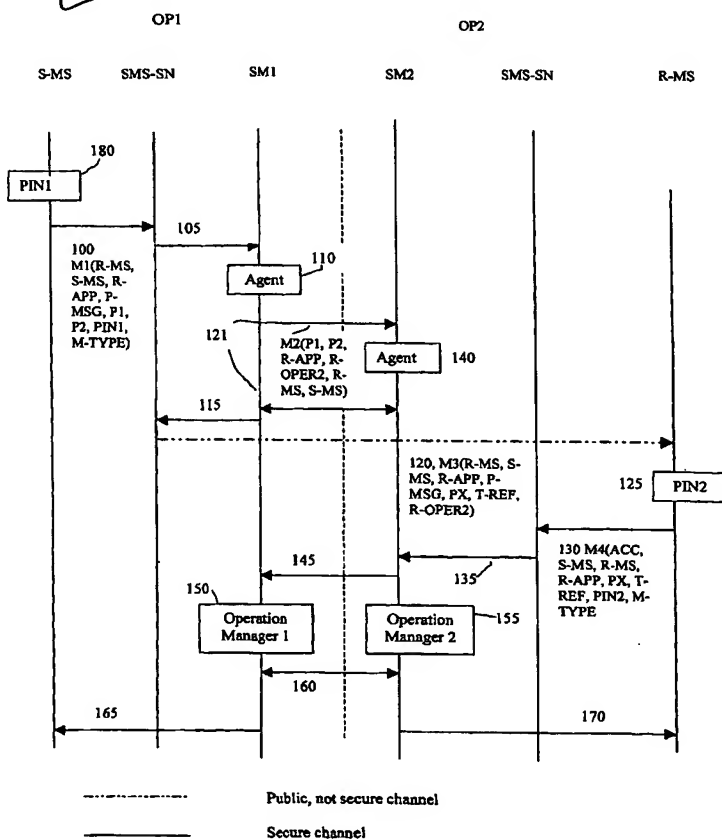 OP1
OP2
S-MS
SMS-SN
SM1
SM2
SMS-SN
R-MS
180
PIN1
105
100
M1(R-MS,
S-MS, R-
APP, P-
MSG, P1,
P2, PIN1,
M-TYPE)
110
Agent
121
M2(P1, P2,
R-APP, R-
OPER2, R-
MS, S-MS)
Agent
140
115
120, M3(R-MS, S-
MS, R-APP, P-
MSG, PX, T-REF,
R-OPER2)
125
PIN2
145
135
130 M4(ACC,
S-MS, R-MS,
R-APP, PX, T-
REF, PIN2, M-
TYPE
150
Operation
Manager 1
Operation
Manager 2
155
160
165
170
Public, not secure channel
Secure channel